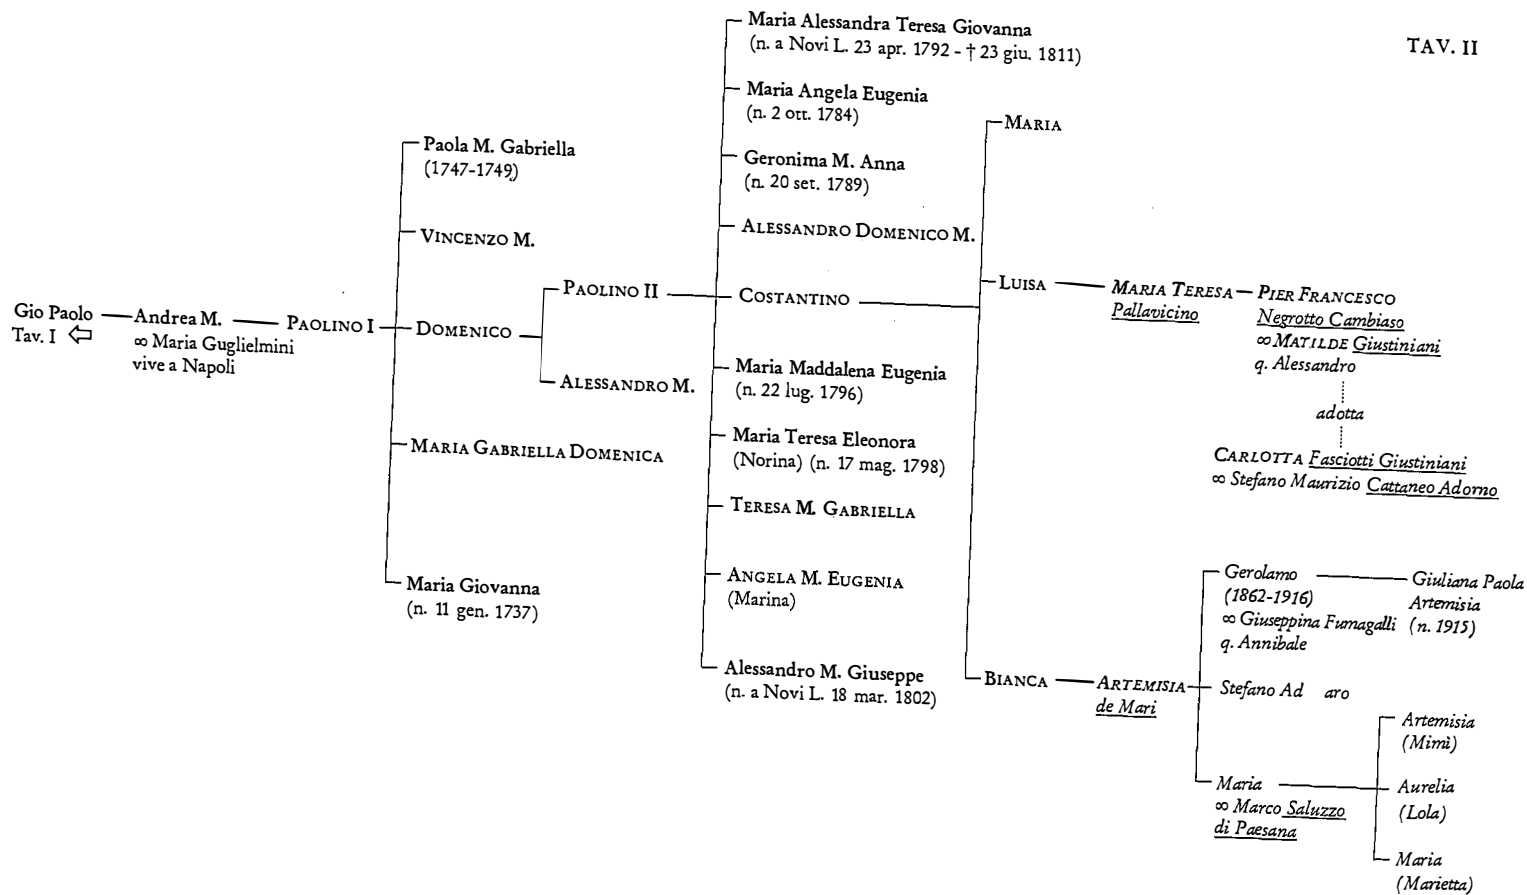 TAV. II
Gio Paolo
Tav. I
Andrea M.
∞ Maria Guglielmini
vive a Napoli
PAOLINO I
Paola M. Gabriella
(1747-1749)
VINCENZO M.
DOMENICO
MARIA GABRIELLA DOMENICA
Maria Giovanna
(n. 11 gen. 1737)
PAOLINO II
ALESSANDRO M.
Maria Alessandra Teresa Giovanna
(n. a Novi L. 23 apr. 1792 - † 23 giu. 1811)
Maria Angela Eugenia
(n. 2 ott. 1784)
Geronima M. Anna
(n. 20 set. 1789)
ALESSANDRO DOMENICO M.
COSTANTINO
Maria Maddalena Eugenia
(n. 22 lug. 1796)
Maria Teresa Eleonora
(Norina) (n. 17 mag. 1798)
TERESA M. GABRIELLA
ANGELA M. EUGENIA
(Marina)
Alessandro M. Giuseppe
(n. a Novi L. 18 mar. 1802)
MARIA
LUISA
BIANCA
MARIA TERESA
Pallavicino
PIER FRANCESCO
Negrotto Cambiaso
∞ MATILDE Giustiniani
q. Alessandro
adotta
CARLOTTA Fasciotti Giustiniani
∞ Stefano Maurizio Cattaneo Adorno
ARTEMISIA
de Mari
Gerolamo
(1862-1916)
∞ Giuseppina Fumagalli
q. Annibale
Giuliana Paola
Artemisia
(n. 1915)
Stefano Ad aro
Maria
∞ Marco Saluzzo
di Paesana
Artemisia
(Mimì)
Aurelia
(Lola)
Maria
(Marietta)